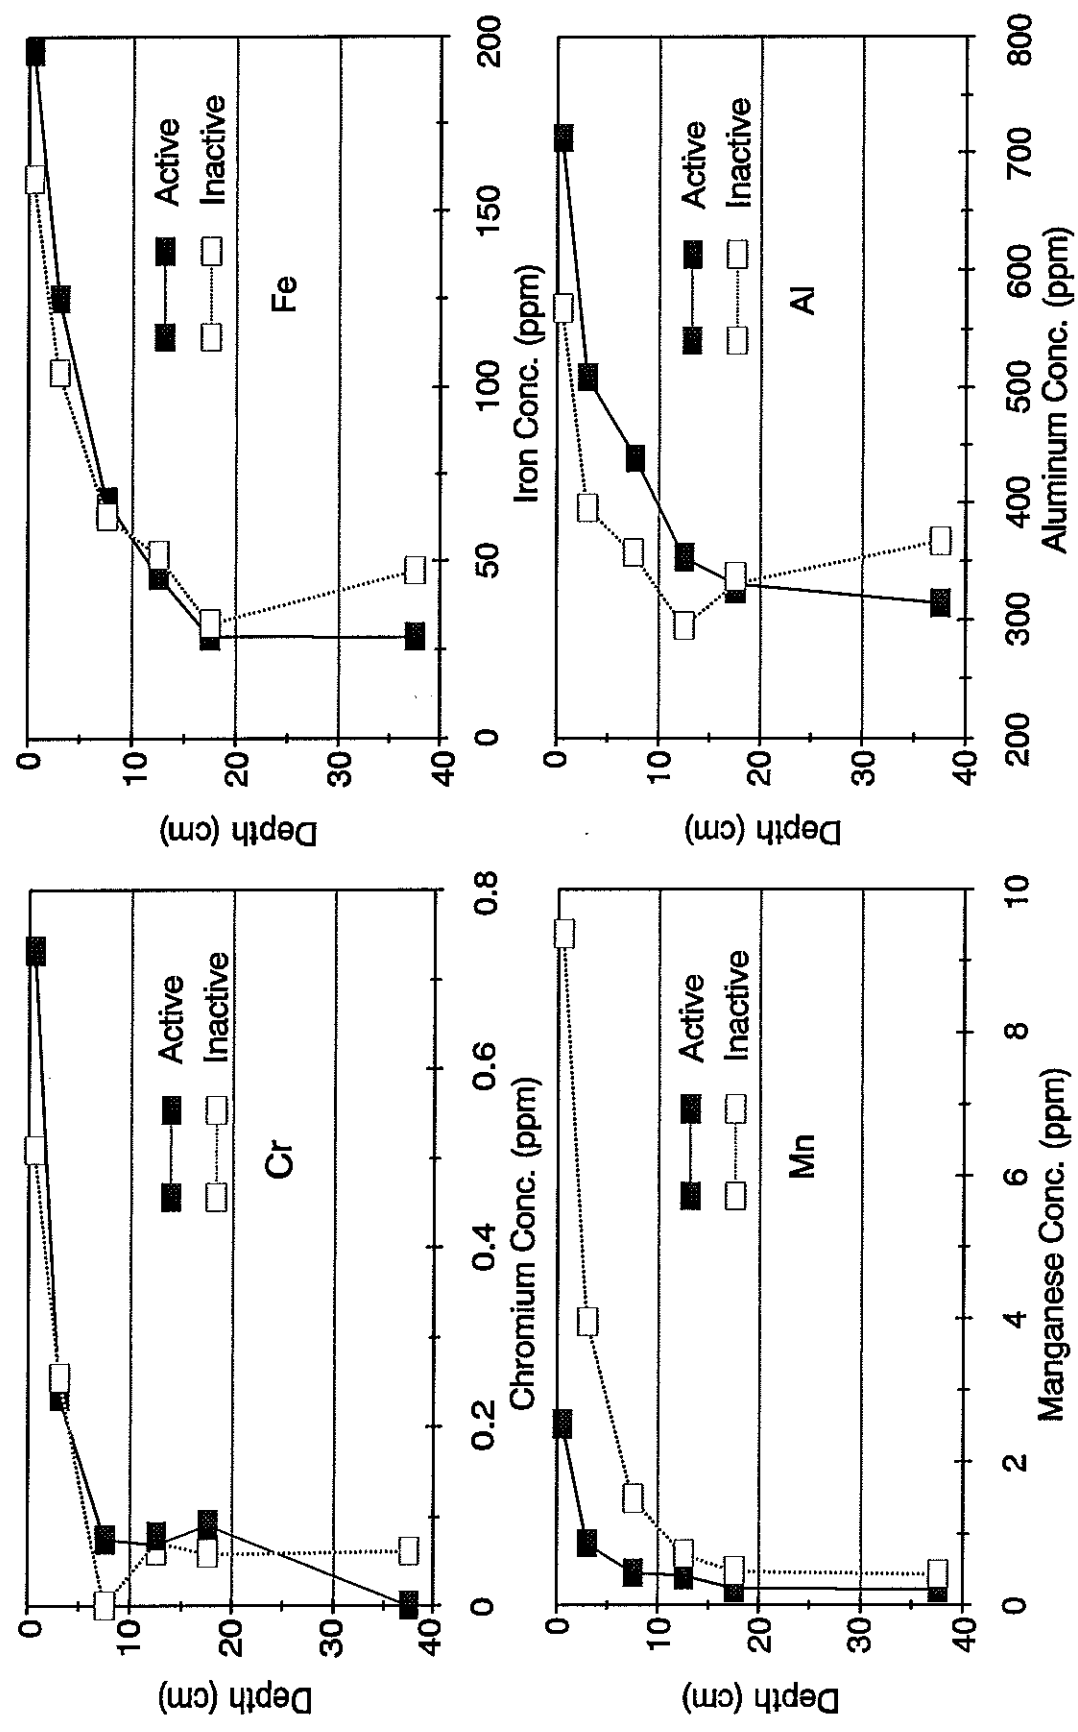 0
10
20
30
40
Depth (cm)
Active
Inactive
Cr
0
0.2
0.4
0.6
0.8
Chromium Conc. (ppm)
0
10
20
30
40
Depth (cm)
Active
Inactive
Fe
0
50
100
150
200
Iron Conc. (ppm)
0
10
20
30
40
Depth (cm)
Active
Inactive
Mn
0
2
4
6
8
10
Manganese Conc. (ppm)
0
10
20
30
40
Depth (cm)
Active
Inactive
Al
200
300
400
500
600
700
800
Aluminum Conc. (ppm)